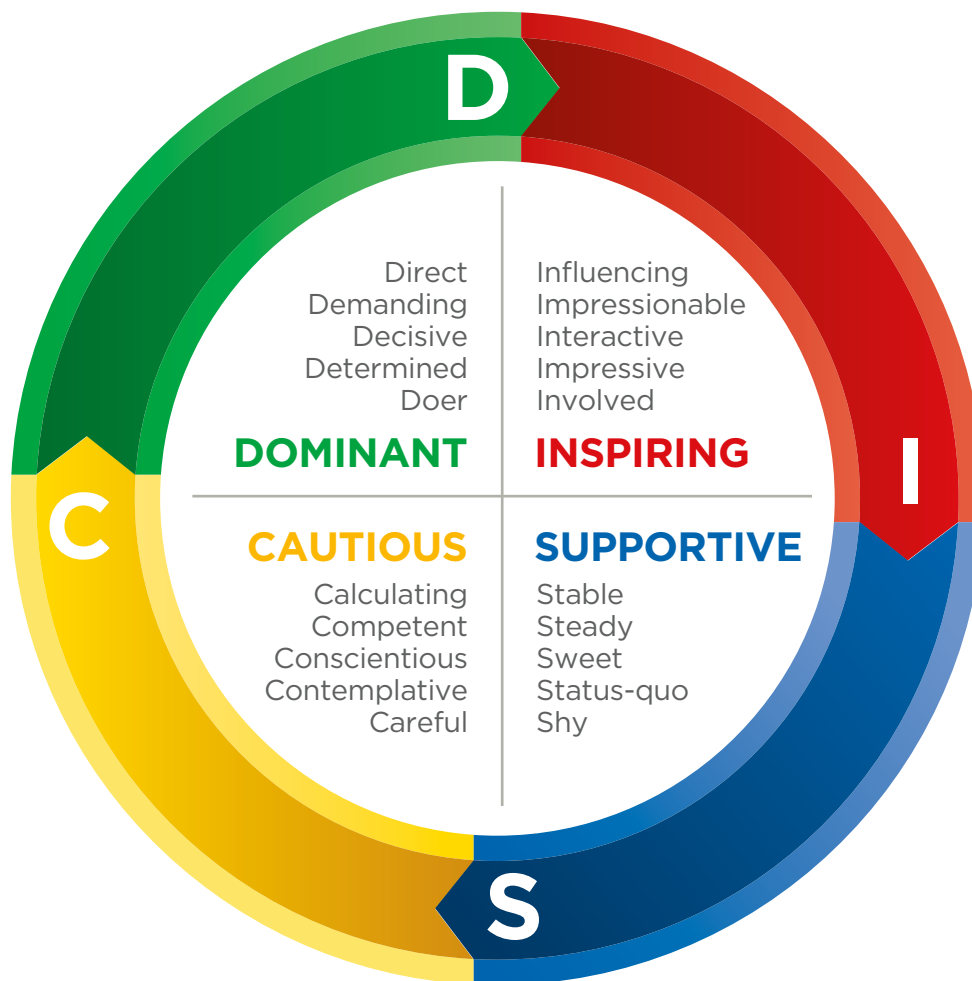 D
Direct
Demanding
Decisive
Determined
Doer
DOMINANT
Influencing
Impressionable
Interactive
Impressive
Involved
INSPIRING
I
C
CAUTIOUS
Calculating
Competent
Conscientious
Contemplative
Careful
SUPPORTIVE
Stable
Steady
Sweet
Status-quo
Shy
S